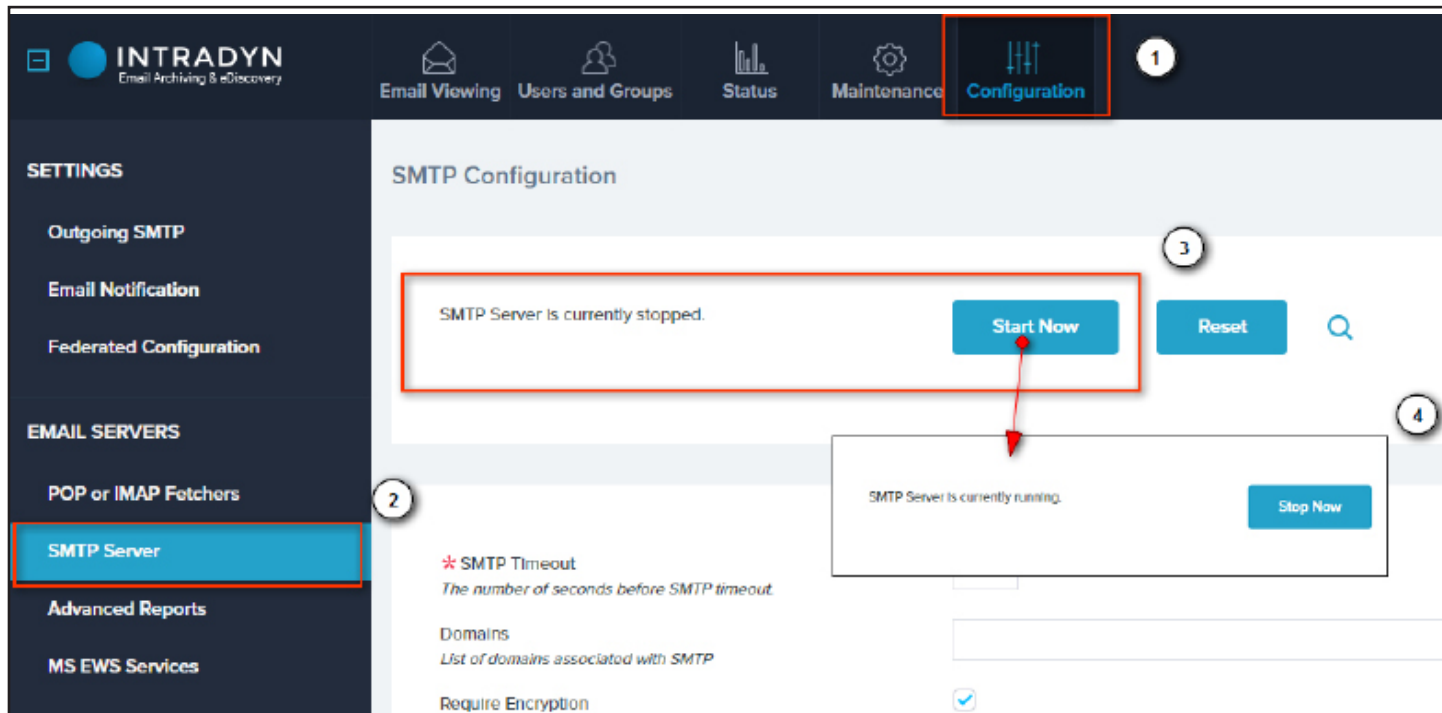 INTRADYN
Email Archiving & eDiscovery
Email Viewing
Users and Groups
Status
Maintenance
Configuration
1
SETTINGS
Outgoing SMTP
Email Notification
Federated Configuration
EMAIL SERVERS
POP or IMAP Fetchers
2
SMTP Server
Advanced Reports
MS EWS Services
SMTP Configuration
3
SMTP Server is currently stopped.
Start Now
Reset
4
SMTP Server is currently running.
Stop Now
* SMTP Timeout
The number of seconds before SMTP timeout.
Domains
List of domains associated with SMTP
Require Encryption